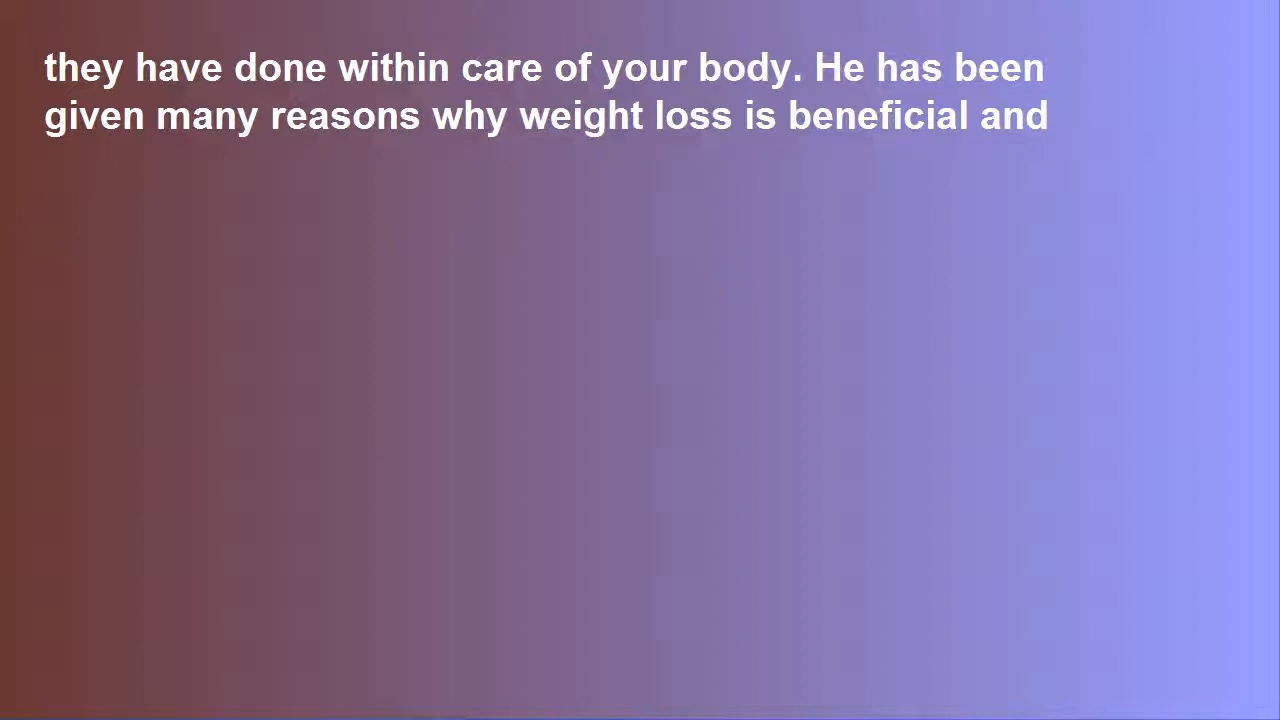 they have done within care of your body. He has been
given many reasons why weight loss is beneficial and